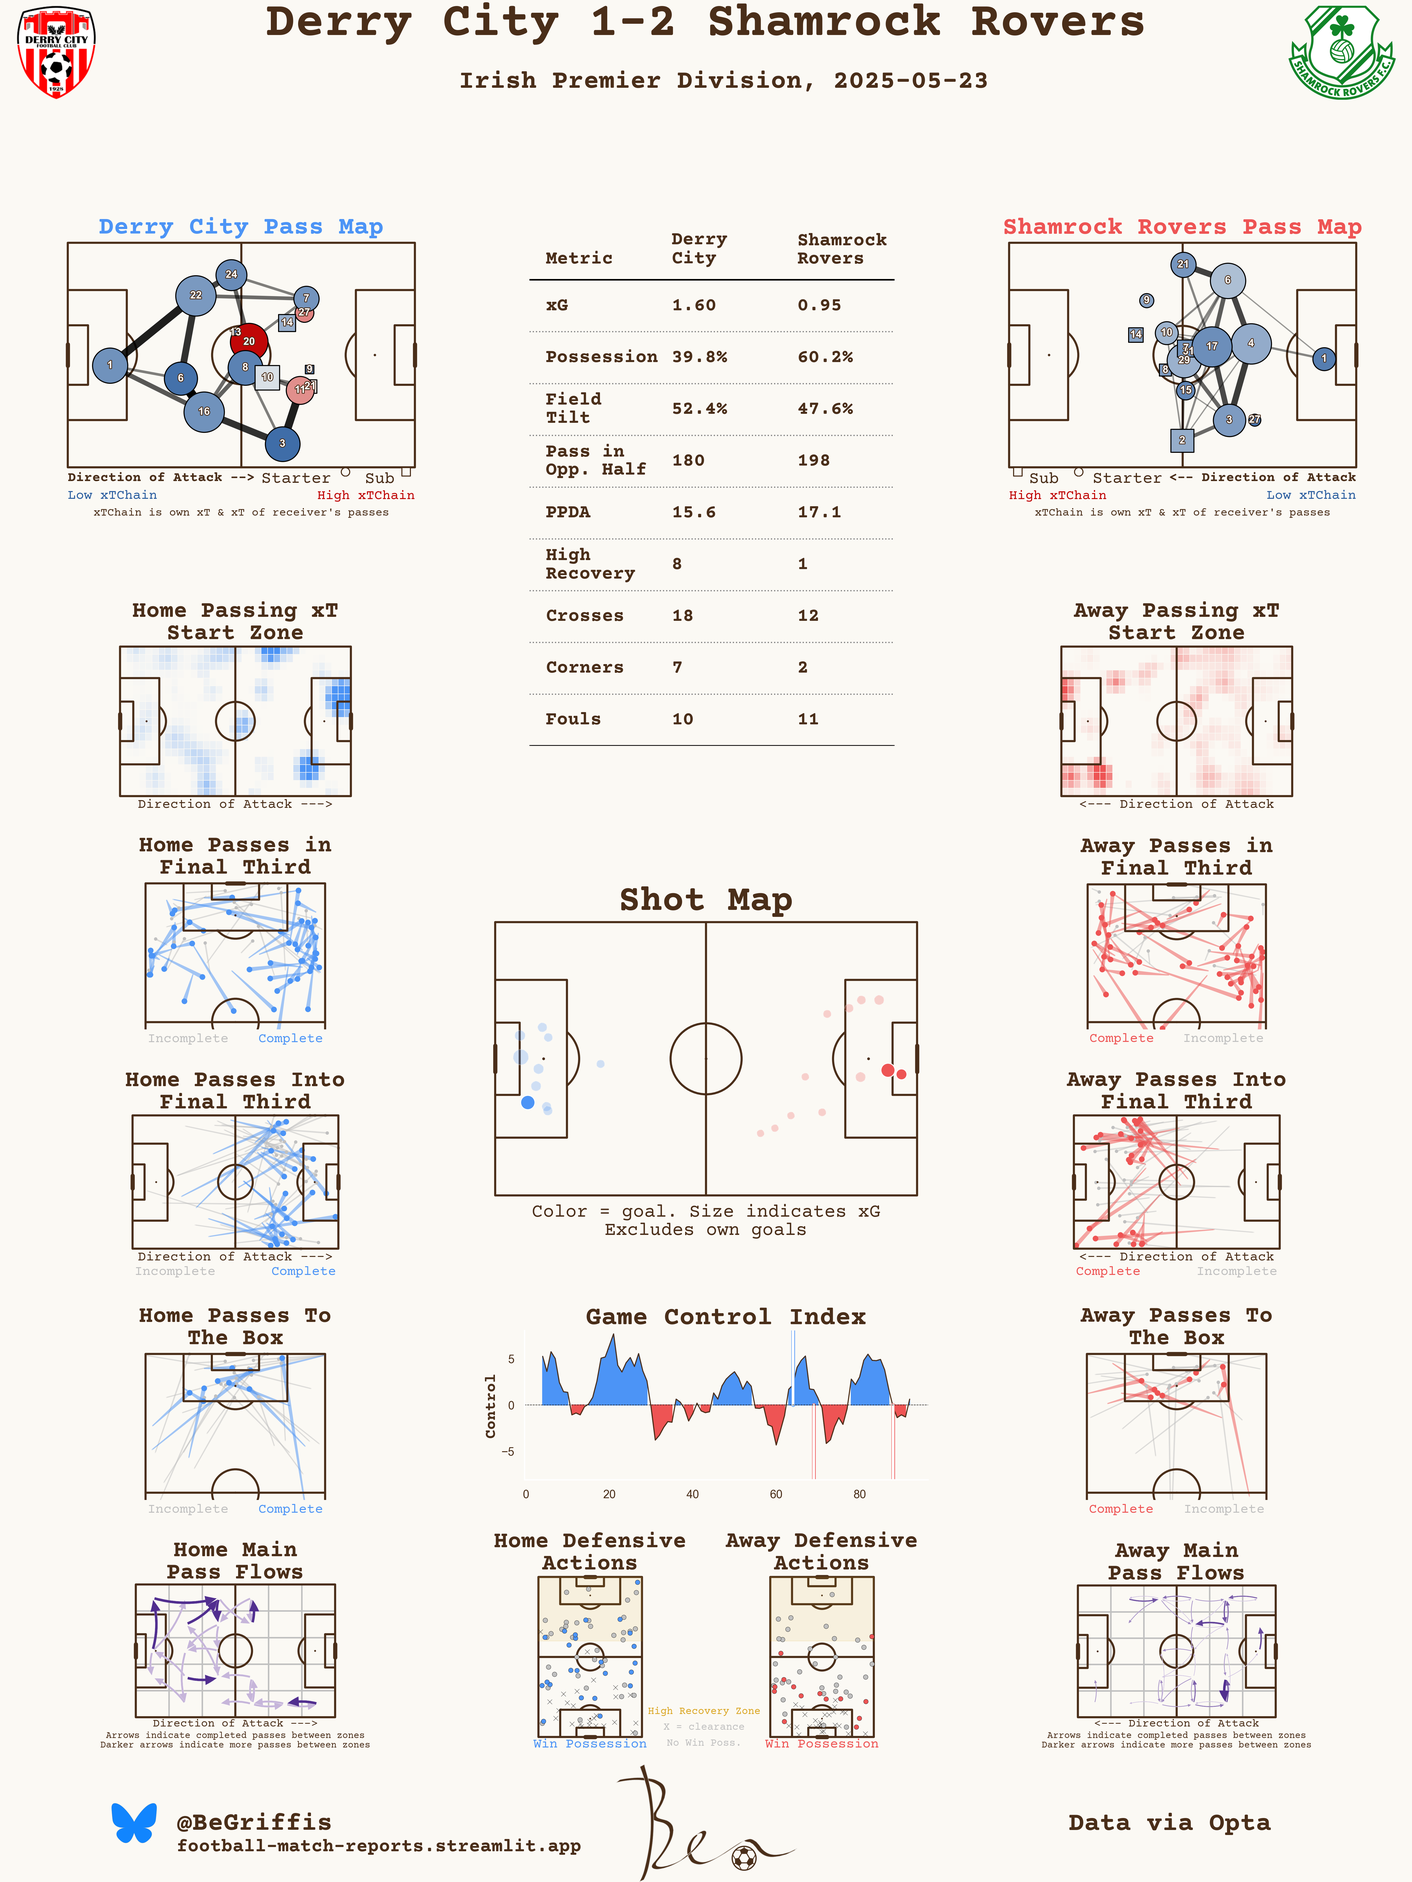 Derry City 1-2 Shamrock Rovers
Irish Premier Division, 2025-05-23
DERRY CITY
FOOTBALL CLUB
1928
SHAMROCK ROVERS F.C.
Derry City Pass Map
24
22
7
27
14
13
20
1
6
8
10
9
11
21
16
3
Direction of Attack --> Starter Sub
Low xTChain High xTChain
xTChain is own xT & xT of receiver's passes
Metric Derry City Shamrock Rovers
xG 1.60 0.95
Possession 39.8% 60.2%
Field Tilt 52.4% 47.6%
Pass in Opp. Half 180 198
PPDA 15.6 17.1
High Recovery 8 1
Crosses 18 12
Corners 7 2
Fouls 10 11
Shamrock Rovers Pass Map
21
6
9
14
10
7
31
17
4
29
1
8
15
3
27
2
Sub Starter <-- Direction of Attack
High xTChain Low xTChain
xTChain is own xT & xT of receiver's passes
Home Passing xT
Start Zone
Direction of Attack --->
Away Passing xT
Start Zone
<--- Direction of Attack
Home Passes in
Final Third
Incomplete Complete
Away Passes in
Final Third
Complete Incomplete
Shot Map
Color = goal. Size indicates xG
Excludes own goals
Home Passes Into
Final Third
Direction of Attack --->
Incomplete Complete
Away Passes Into
Final Third
<--- Direction of Attack
Complete Incomplete
Home Passes To
The Box
Incomplete Complete
Game Control Index
Control
5
0
−5
0 20 40 60 80
Away Passes To
The Box
Complete Incomplete
Home Main
Pass Flows
Direction of Attack --->
Arrows indicate completed passes between zones
Darker arrows indicate more passes between zones
Home Defensive
Actions
Win Possession
Away Defensive
Actions
Win Possession
High Recovery Zone
X = clearance
No Win Poss.
Away Main
Pass Flows
<--- Direction of Attack
Arrows indicate completed passes between zones
Darker arrows indicate more passes between zones
@BeGriffis
football-match-reports.streamlit.app
Ben
Data via Opta